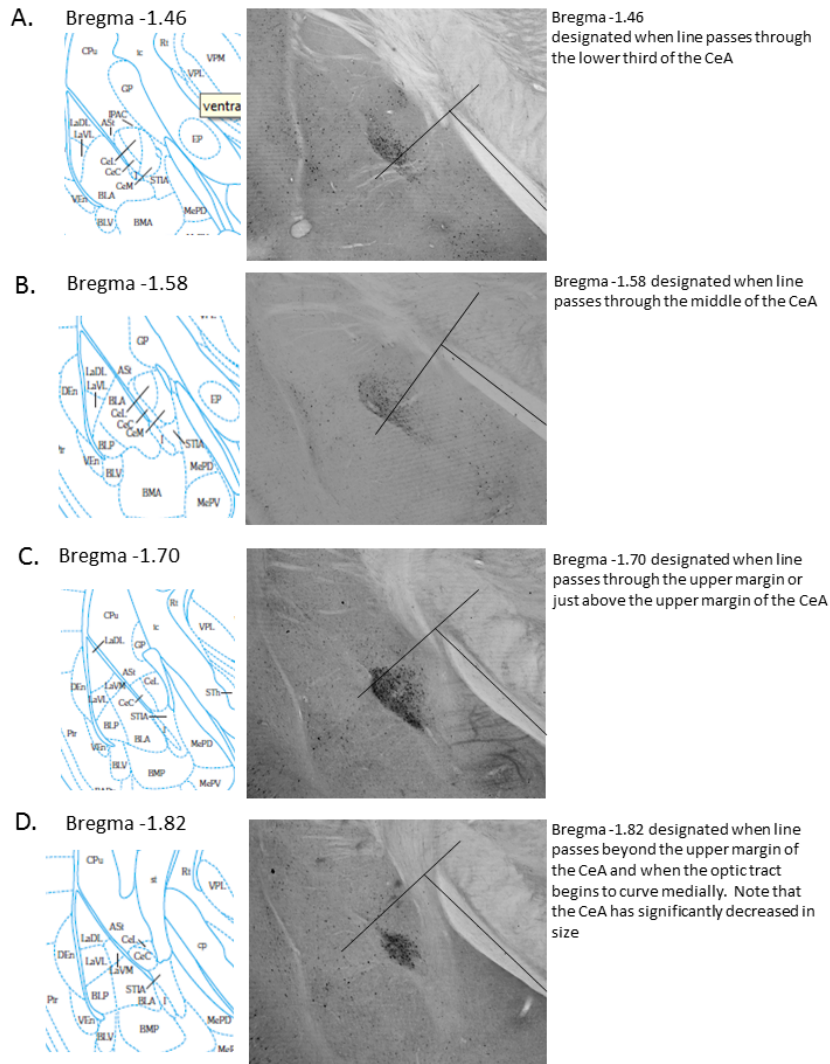 A.
Bregma -1.46
CPu
ic
Rt
VPM
VPL
GP
ventra
IPAC
LaDL
ASt
LaVL
EP
CeL
CeC
CeM
I
STIA
BLA
VEn
MePD
BLV
BMA
Bregma -1.46
designated when line passes through
the lower third of the CeA
B.
Bregma -1.58
GP
LaDL
ASt
LaVL
DEn
BLA
EP
CeL
CeC
CeM
I
STIA
BLP
VEn
MePD
BLV
BMA
MePV
Bregma -1.58 designated when line
passes through the middle of the CeA
C.
Bregma -1.70
Rt
CPu
ic
VPL
LaDL
GP
ASt
DEn
LaVM
CeL
LaVL
CeC
STh
STIA
BLP
I
Ptr
BLA
VEn
MePD
BLV
BMP
MePV
Bregma -1.70 designated when line
passes through the upper margin or
just above the upper margin of the CeA
D.
Bregma -1.82
CPu
Rt
st
VPL
ASt
LaDL
CeL
cp
DEn
LaVL
CeC
LaVM
STIA
BLP
BLA
I
Ptr
VEn
MePD
BLV
BMP
Bregma -1.82 designated when line
passes beyond the upper margin of
the CeA and when the optic tract
begins to curve medially.  Note that
the CeA has significantly decreased in
size